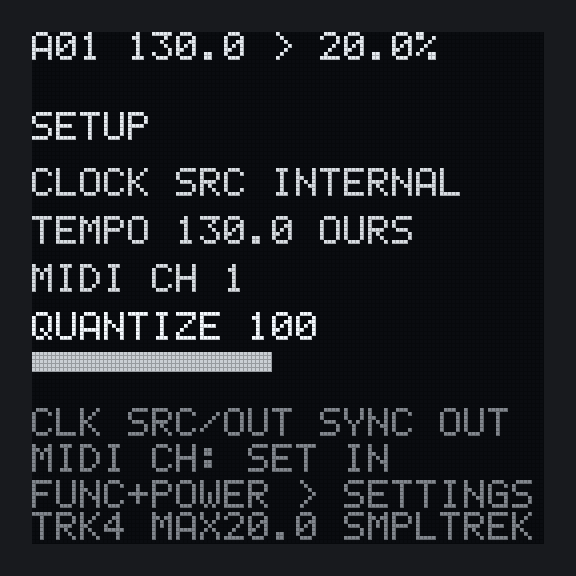 A01 130.0 > 20.0%
SETUP
CLOCK SRC INTERNAL
TEMPO 130.0 OURS
MIDI CH 1
QUANTIZE 100
CLK SRC/OUT SYNC OUT
MIDI CH: SET IN
FUNC+POWER > SETTINGS
TRK4 MAX20.0 SMPLTREK